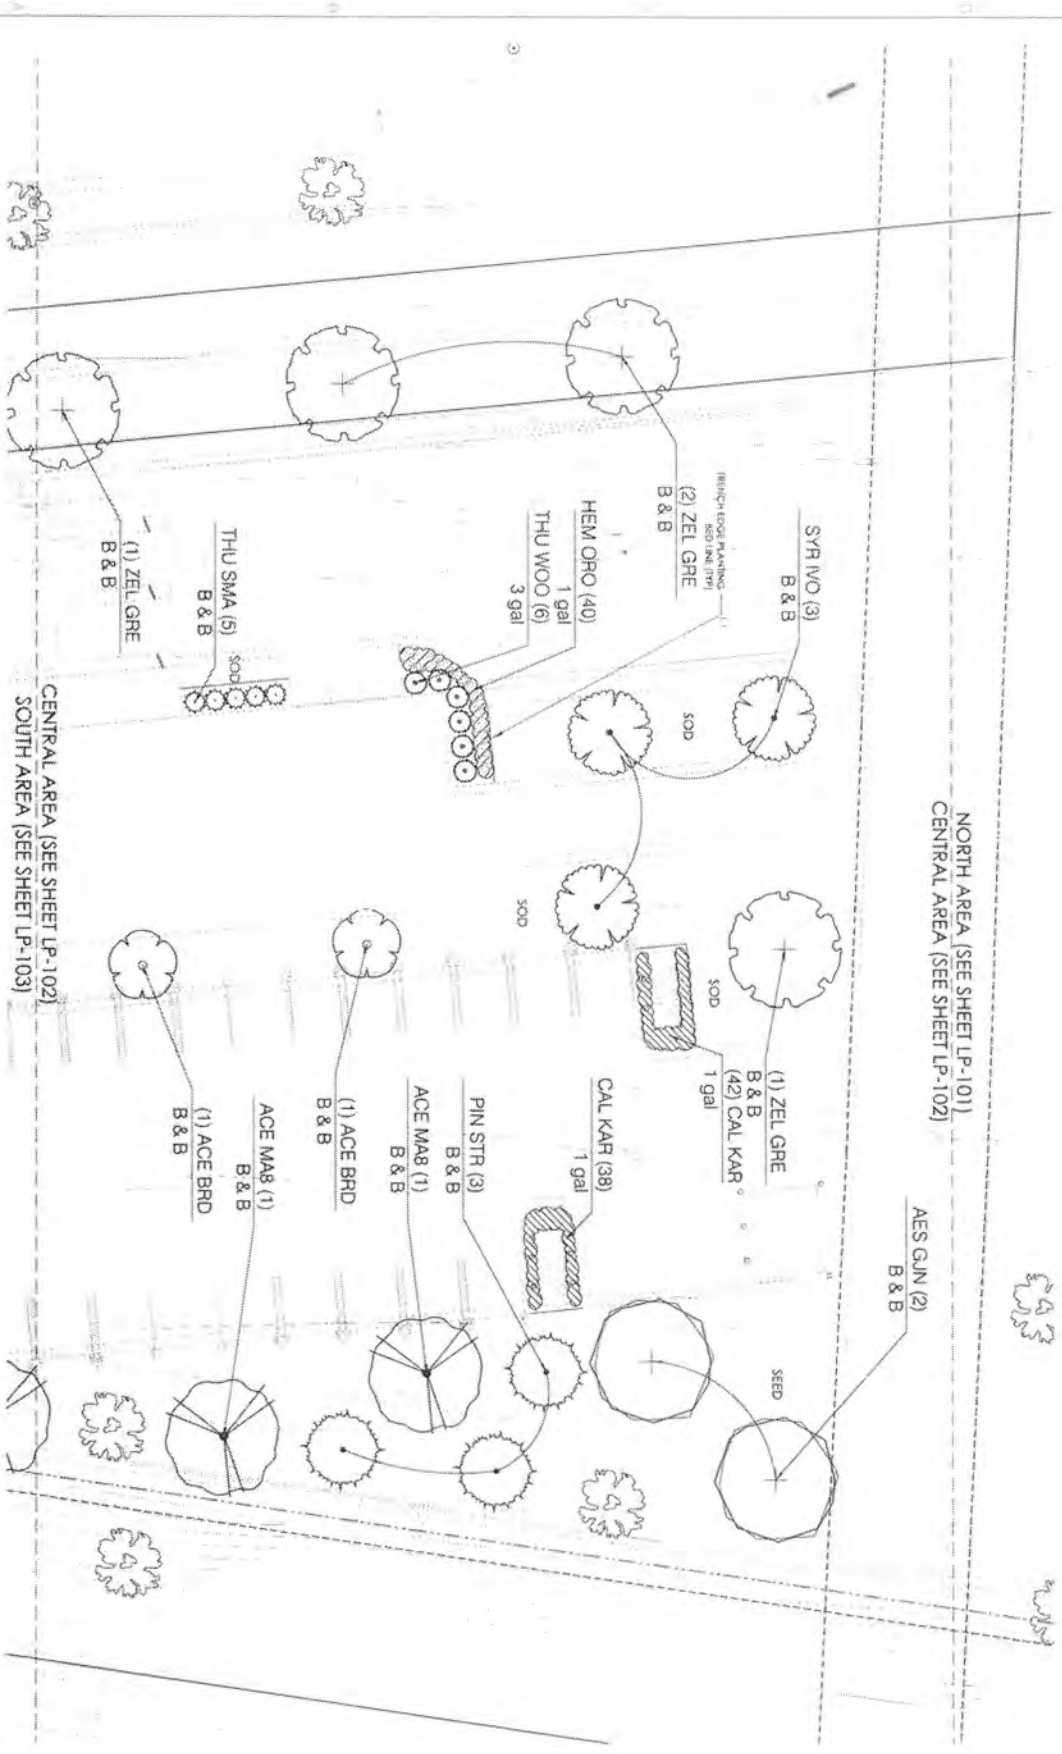 NORTH AREA (SEE SHEET LP-101)
CENTRAL AREA (SEE SHEET LP-102)
AES GJN (2)
B & B
SYR IVO (3)
B & B
(1) ZEL GRE
B & B
(42) CAL KAR
1 gal
SEED
SOD
SOD
BED LINE (TYP)
(2) ZEL GRE
B & B
HEM ORO (40)
1 gal
THU WOO (6)
3 gal
SOD
CAL KAR (38)
1 gal
PIN STR (3)
B & B
ACE MA8 (1)
B & B
(1) ACE BRD
B & B
THU SMA (5)
B & B
SOD
ACE MA8 (1)
B & B
(1) ACE BRD
B & B
(1) ZEL GRE
B & B
CENTRAL AREA (SEE SHEET LP-102)
SOUTH AREA (SEE SHEET LP-103)